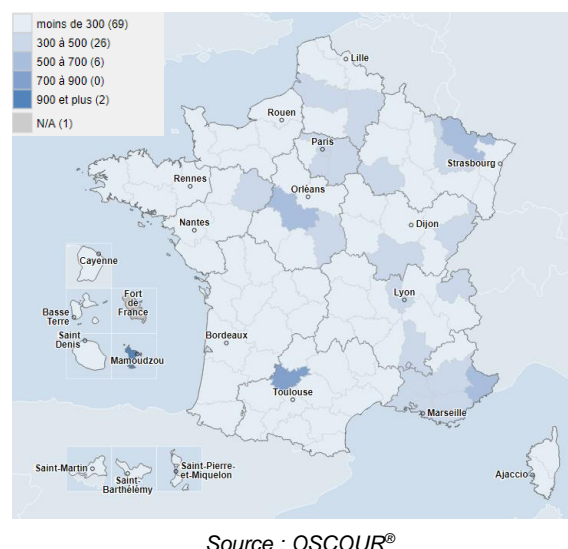 moins de 300 (69)
300 à 500 (26)
500 à 700 (6)
700 à 900 (0)
900 et plus (2)
N/A (1)
Lille
Rouen
Paris
Strasbourg
Rennes
Orléans
Nantes
Dijon
Cayenne
Lyon
Fort
de
France
Basse
Terre
Saint
Denis
Mamoudzou
Bordeaux
Toulouse
Marseille
Saint-Martin
Saint-
Barthélémy
Saint-Pierre-
et-Miquelon
Ajaccio
Source : OSCOUR®